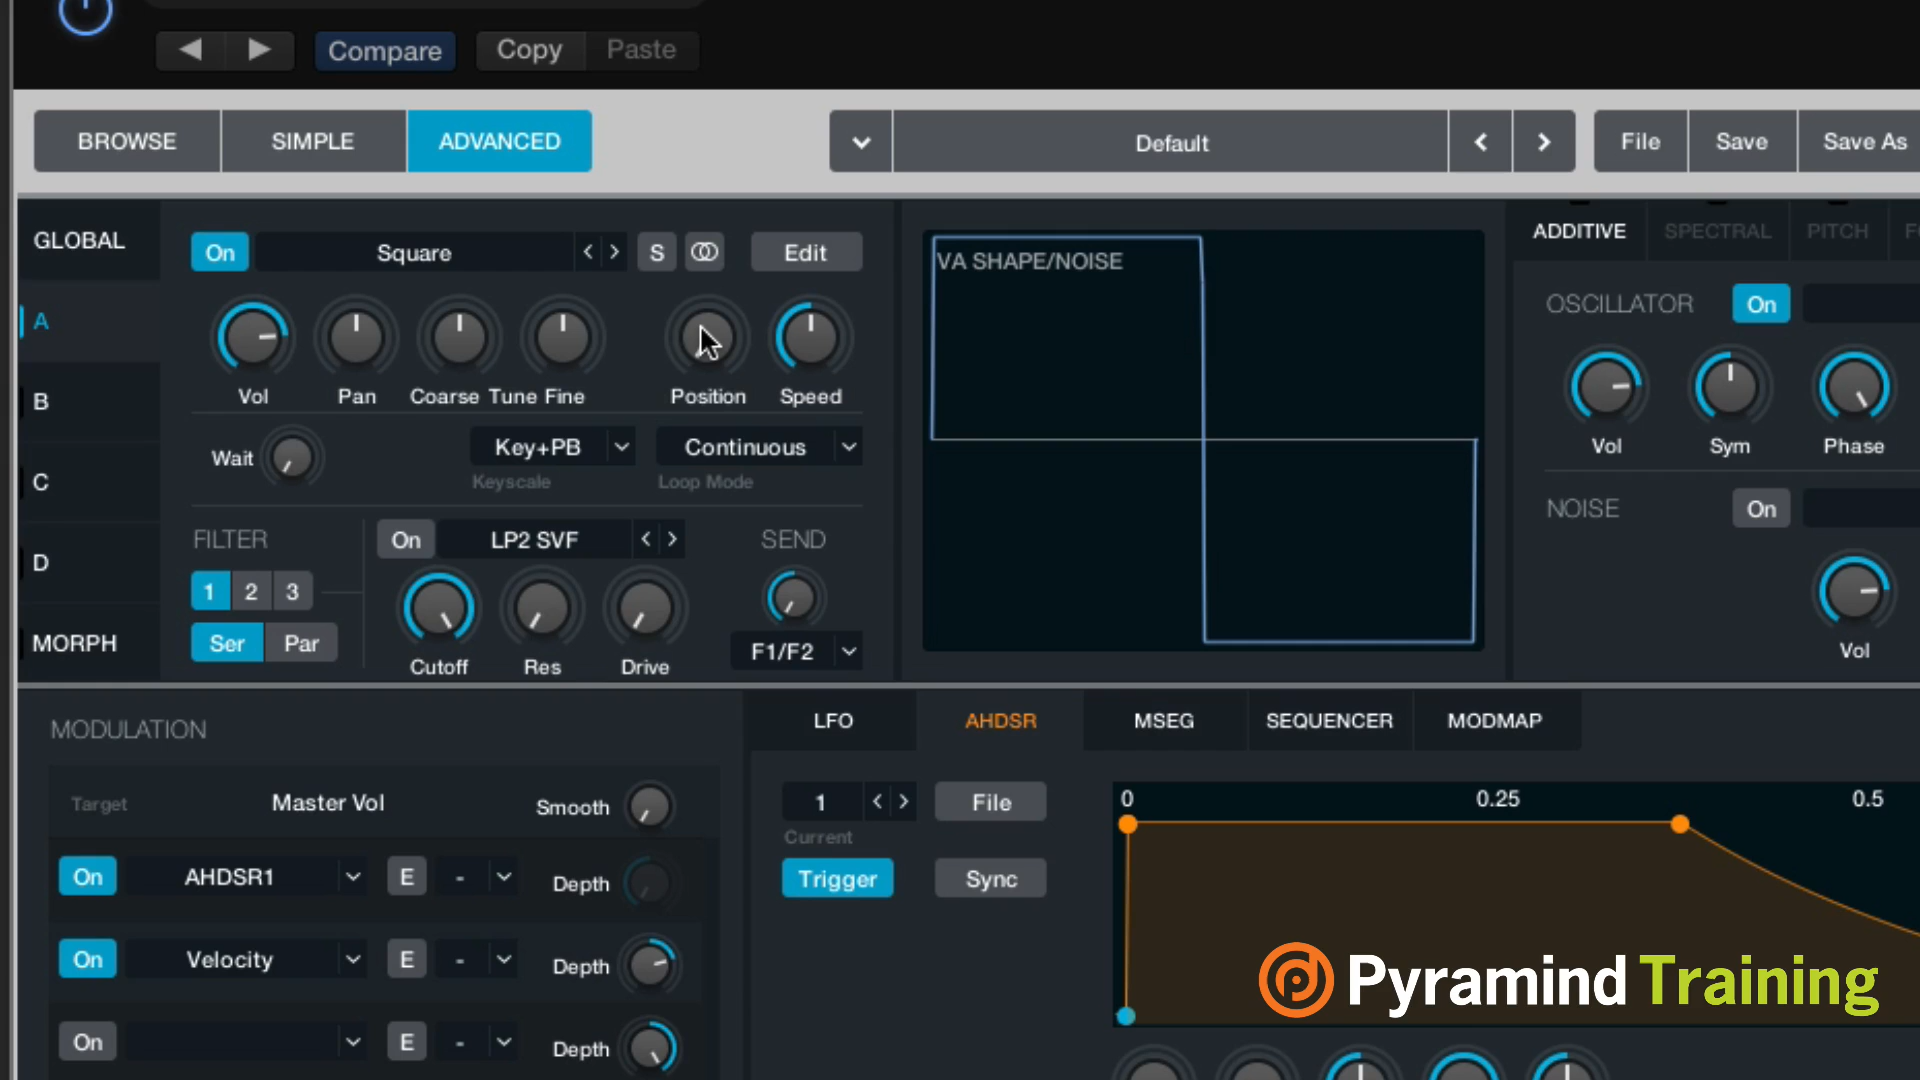 Compare Copy Paste
BROWSE SIMPLE ADVANCED Default File Save Save As
GLOBAL
A
B
C
D
MORPH
On Square S Edit
Vol Pan Coarse Tune Fine Position Speed
Wait Key+PB Continuous
Keyscale Loop Mode
FILTER On LP2 SVF SEND
1 2 3
Ser Par F1/F2
Cutoff Res Drive
VA SHAPE/NOISE
ADDITIVE SPECTRAL PITCH
OSCILLATOR On
Vol Sym Phase
NOISE On
Vol
MODULATION
Target Master Vol Smooth
On AHDSR1 E - Depth
On Velocity E - Depth
On E - Depth
LFO AHDSR MSEG SEQUENCER MODMAP
1 File
Current
Trigger Sync
0 0.25 0.5
Pyramind Training